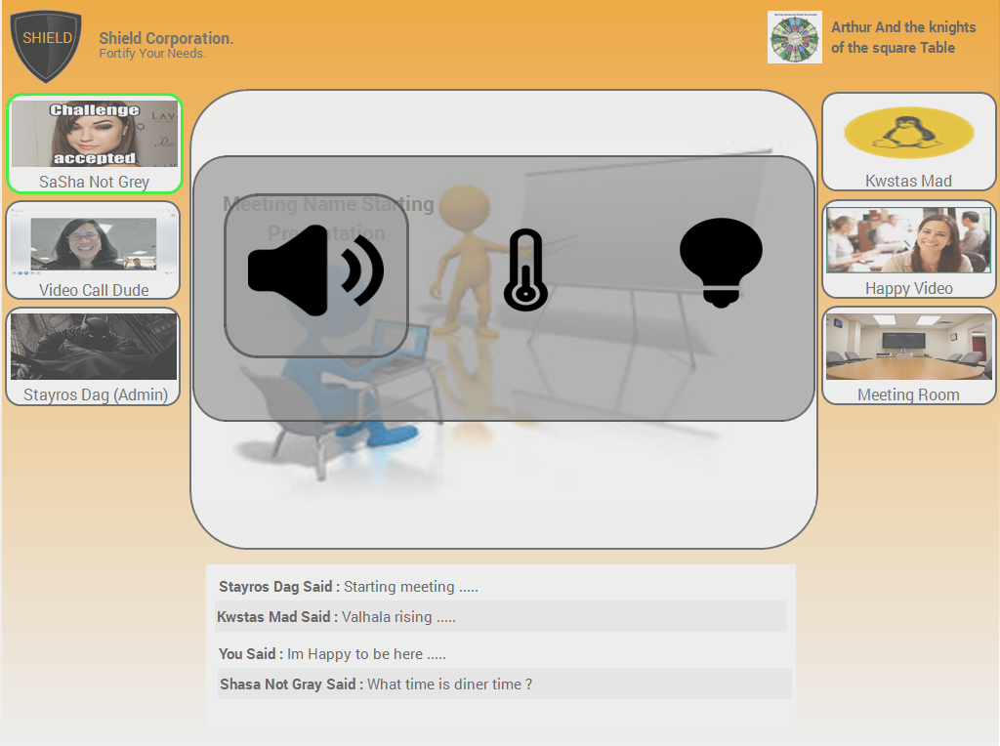 SHIELD
Shield Corporation.
Fortify Your Needs.
Arthur And the knights
of the square Table
Challenge
accepted
SaSha Not Grey
Video Call Dude
Stayros Dag (Admin)
Meeting Name Starting
Presentation
Kwstas Mad
Happy Video
Meeting Room
Stayros Dag Said : Starting meeting .....
Kwstas Mad Said : Valhala rising .....
You Said : Im Happy to be here .....
Shasa Not Gray Said : What time is diner time ?